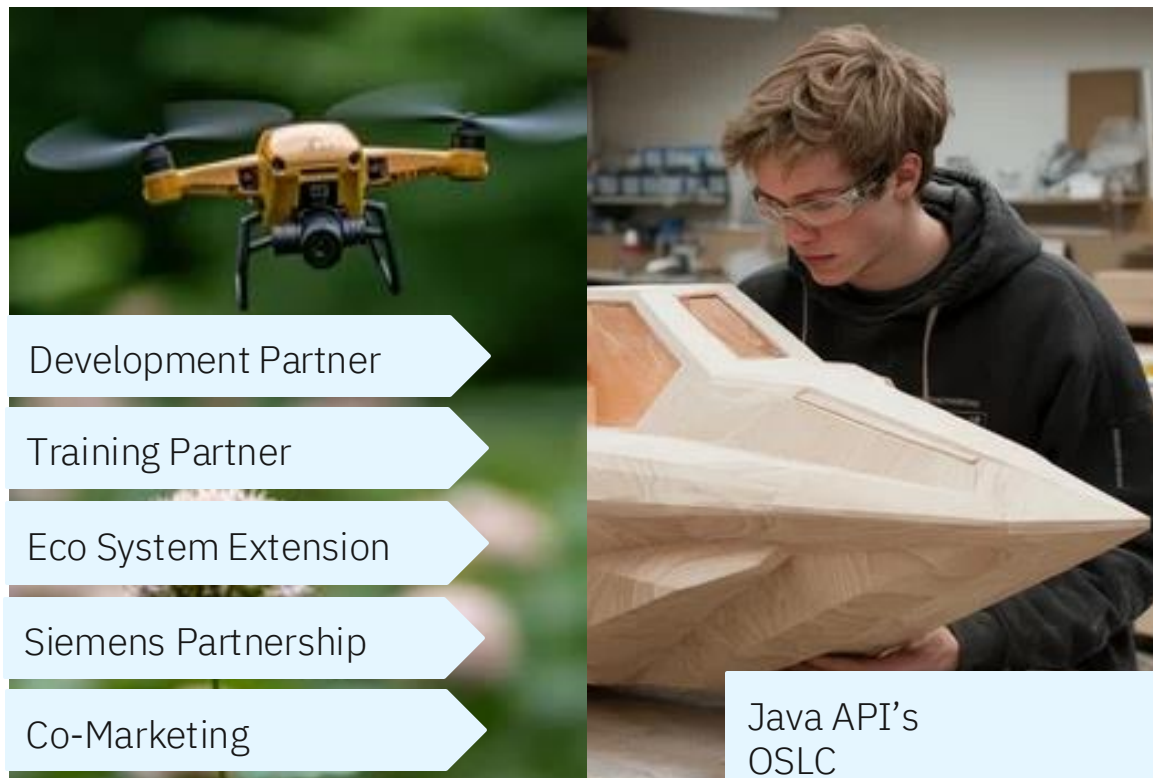 Development Partner
Training Partner
Eco System Extension
Siemens Partnership
Co-Marketing
Java API’s
OSLC